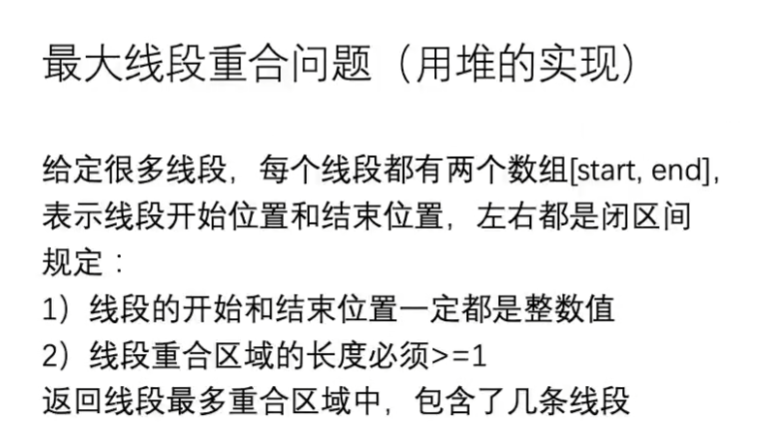 最大线段重合问题（用堆的实现）
给定很多线段，每个线段都有两个数组[start, end]，
表示线段开始位置和结束位置，左右都是闭区间
规定：
1）线段的开始和结束位置一定都是整数值
2）线段重合区域的长度必须>=1
返回线段最多重合区域中，包含了几条线段